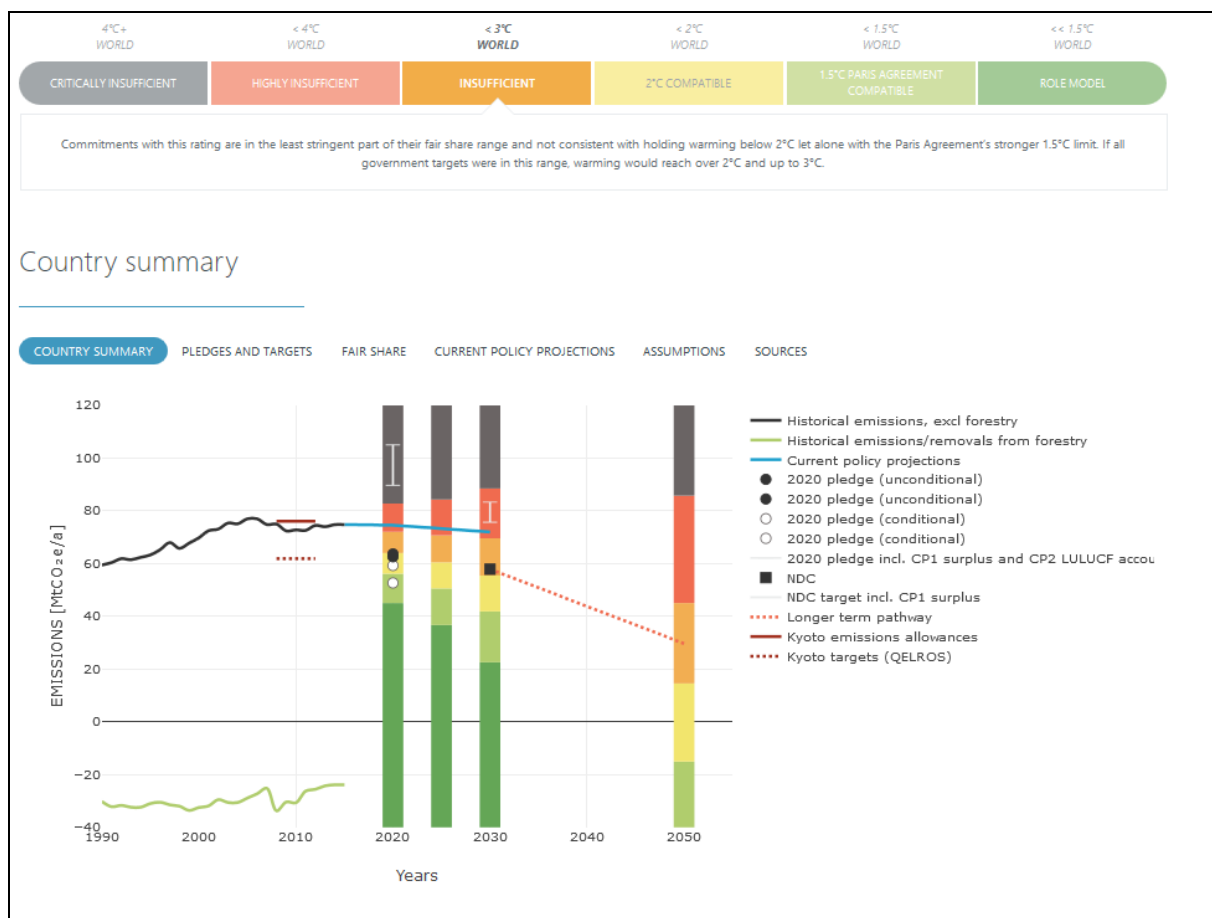 4°C+
WORLD
< 4°C
WORLD
< 3°C
WORLD
< 2°C
WORLD
< 1.5°C
WORLD
<< 1.5°C
WORLD
CRITICALLY INSUFFICIENT
HIGHLY INSUFFICIENT
INSUFFICIENT
2°C COMPATIBLE
1.5°C PARIS AGREEMENT
COMPATIBLE
ROLE MODEL
Commitments with this rating are in the least stringent part of their fair share range and not consistent with holding warming below 2°C let alone with the Paris Agreement's stronger 1.5°C limit. If all
government targets were in this range, warming would reach over 2°C and up to 3°C.
Country summary
COUNTRY SUMMARY PLEDGES AND TARGETS FAIR SHARE CURRENT POLICY PROJECTIONS ASSUMPTIONS SOURCES
EMISSIONS [MtCO₂e/a]
120
100
80
60
40
20
0
−20
−40
1990 2000 2010 2020 2030 2040 2050
Years
Historical emissions, excl forestry
Historical emissions/removals from forestry
Current policy projections
2020 pledge (unconditional)
2020 pledge (unconditional)
2020 pledge (conditional)
2020 pledge (conditional)
2020 pledge incl. CP1 surplus and CP2 LULUCF accou
NDC
NDC target incl. CP1 surplus
Longer term pathway
Kyoto emissions allowances
Kyoto targets (QELROS)